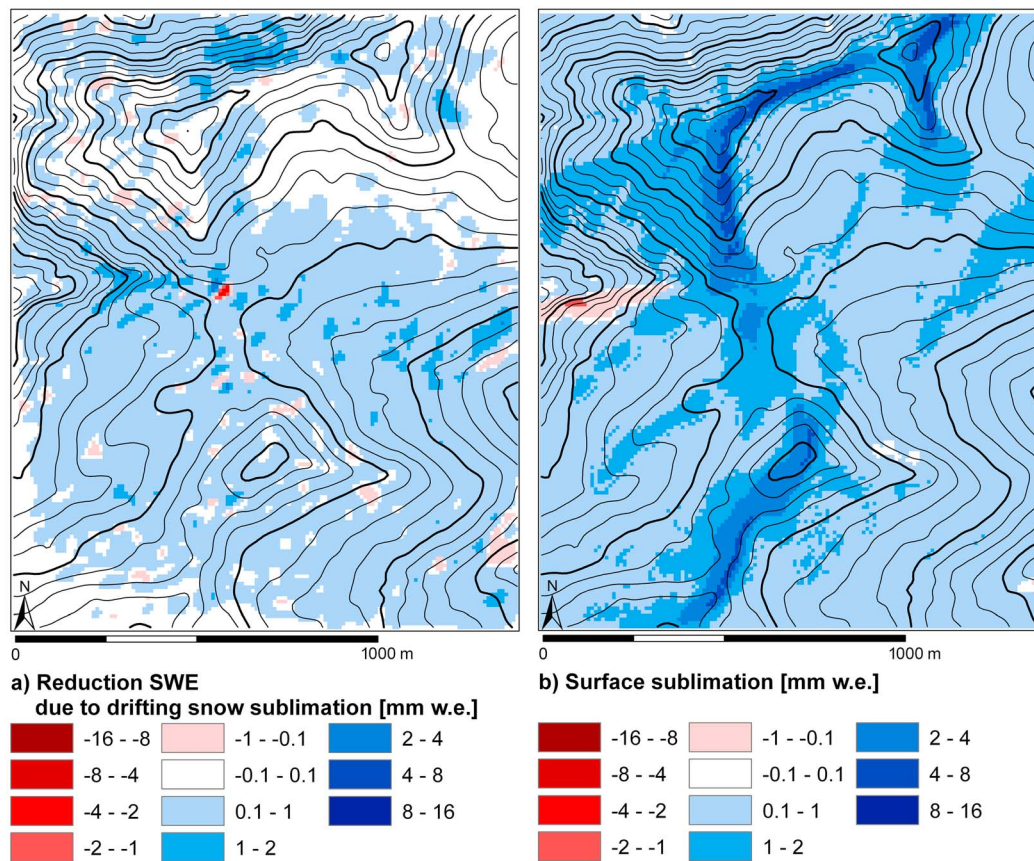 N
0
1000 m
a) Reduction SWE
due to drifting snow sublimation [mm w.e.]
-16 - -8
-1 - -0.1
2 - 4
-8 - -4
-0.1 - 0.1
4 - 8
-4 - -2
0.1 - 1
8 - 16
-2 - -1
1 - 2
N
0
1000 m
b) Surface sublimation [mm w.e.]
-16 - -8
-1 - -0.1
2 - 4
-8 - -4
-0.1 - 0.1
4 - 8
-4 - -2
0.1 - 1
8 - 16
-2 - -1
1 - 2